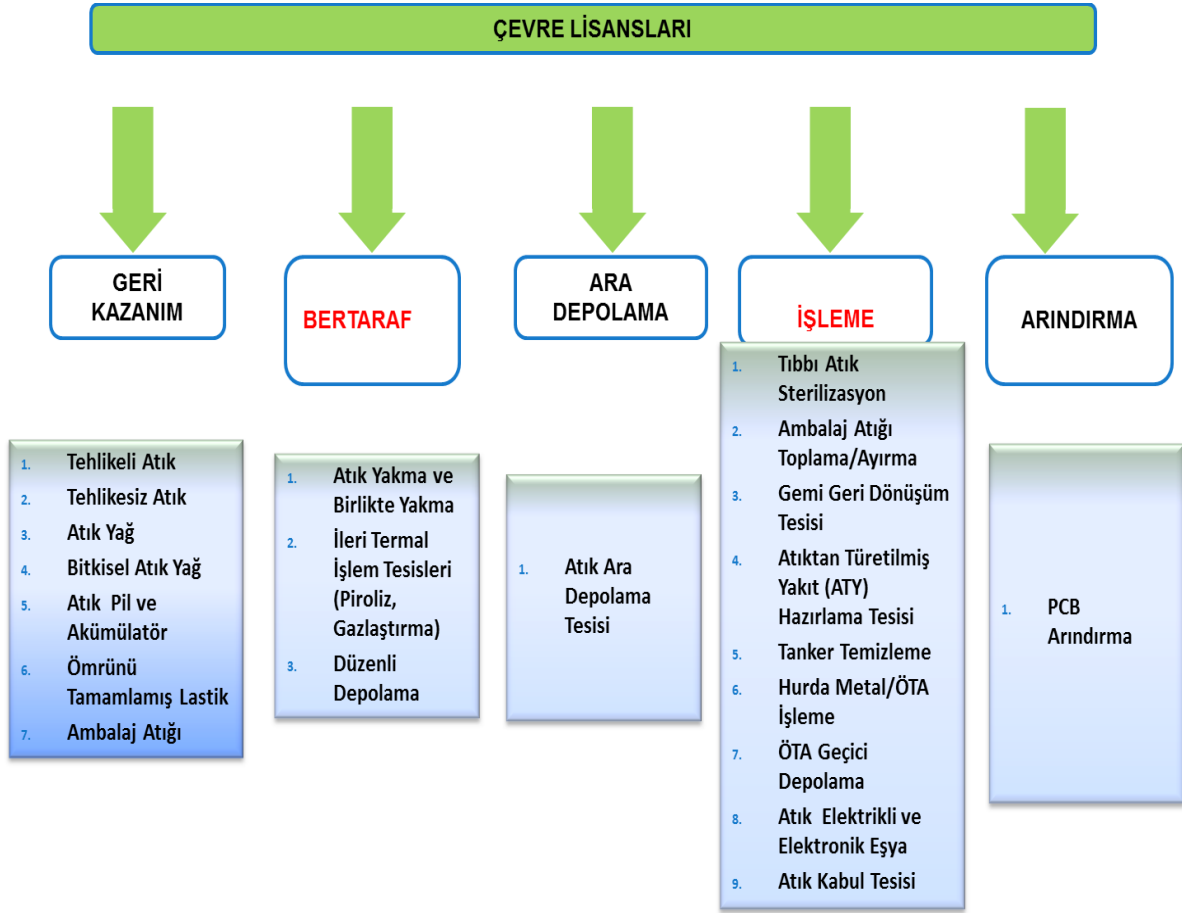 ÇEVRE LİSANSLARI
GERİ
KAZANIM
1. Tehlikeli Atık
2. Tehlikesiz Atık
3. Atık Yağ
4. Bitkisel Atık Yağ
5. Atık Pil ve
Akümülatör
6. Ömrünü
Tamamlamış Lastik
7. Ambalaj Atığı
BERTARAF
1. Atık Yakma ve
Birlikte Yakma
2. İleri Termal
İşlem Tesisleri
(Piroliz,
Gazlaştırma)
3. Düzenli
Depolama
ARA
DEPOLAMA
1. Atık Ara
Depolama
Tesisi
İŞLEME
1. Tıbbı Atık
Sterilizasyon
2. Ambalaj Atığı
Toplama/Ayırma
3. Gemi Geri Dönüşüm
Tesisi
4. Atıktan Türetilmiş
Yakıt (ATY)
Hazırlama Tesisi
5. Tanker Temizleme
6. Hurda Metal/ÖTA
İşleme
7. ÖTA Geçici
Depolama
8. Atık Elektrikli ve
Elektronik Eşya
9. Atık Kabul Tesisi
ARINDIRMA
1. PCB
Arındırma